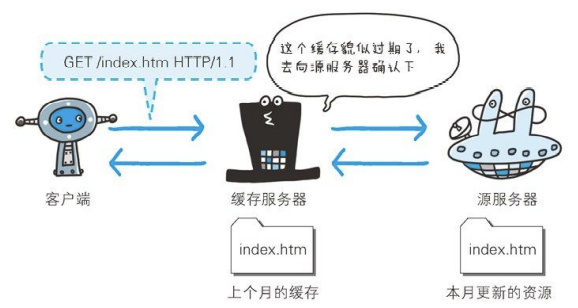 GET /index.htm HTTP/1.1
这个缓存貌似过期了，我
去向源服务器确认下
客户端
缓存服务器
源服务器
index.htm
index.htm
上个月的缓存
本月更新的资源